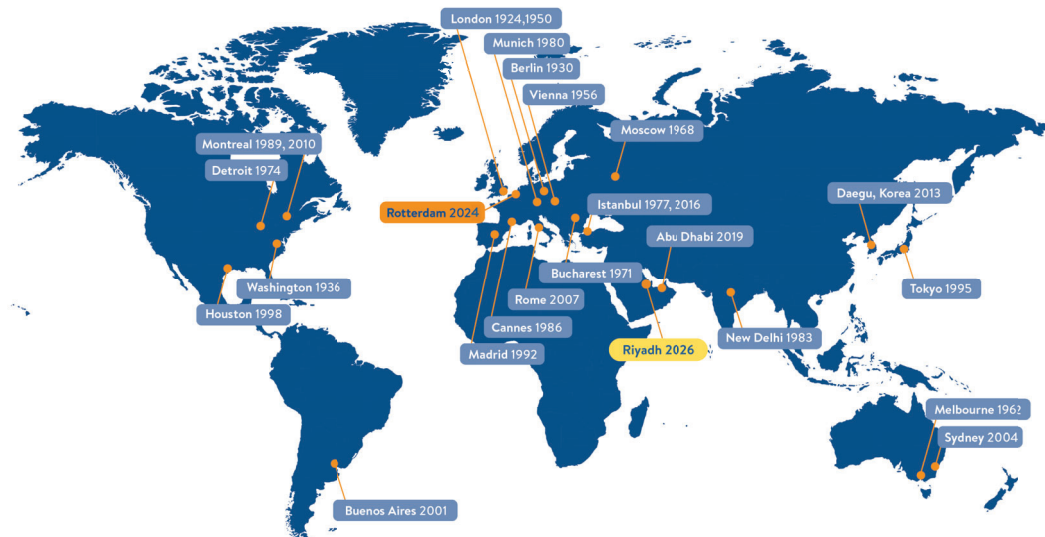 London 1924,1950
Munich 1980
Berlin 1930
Vienna 1956
Moscow 1968
Montreal 1989, 2010
Detroit 1974
Daegu, Korea 2013
Istanbul 1977, 2016
Rotterdam 2024
Abu Dhabi 2019
Bucharest 1971
Washington 1936
Tokyo 1995
Rome 2007
Houston 1998
Cannes 1986
New Delhi 1983
Madrid 1992
Riyadh 2026
Melbourne 1962
Sydney 2004
Buenos Aires 2001